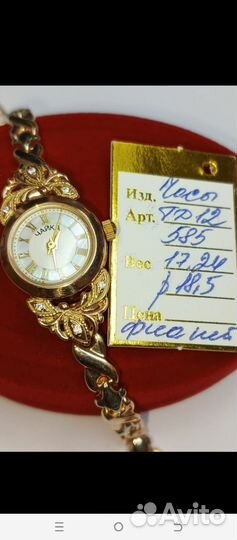 ЧАЙКА
Изд. Часы
Арт.
585
Вес 17,24
р 18,5
Цена
фианит
Avito